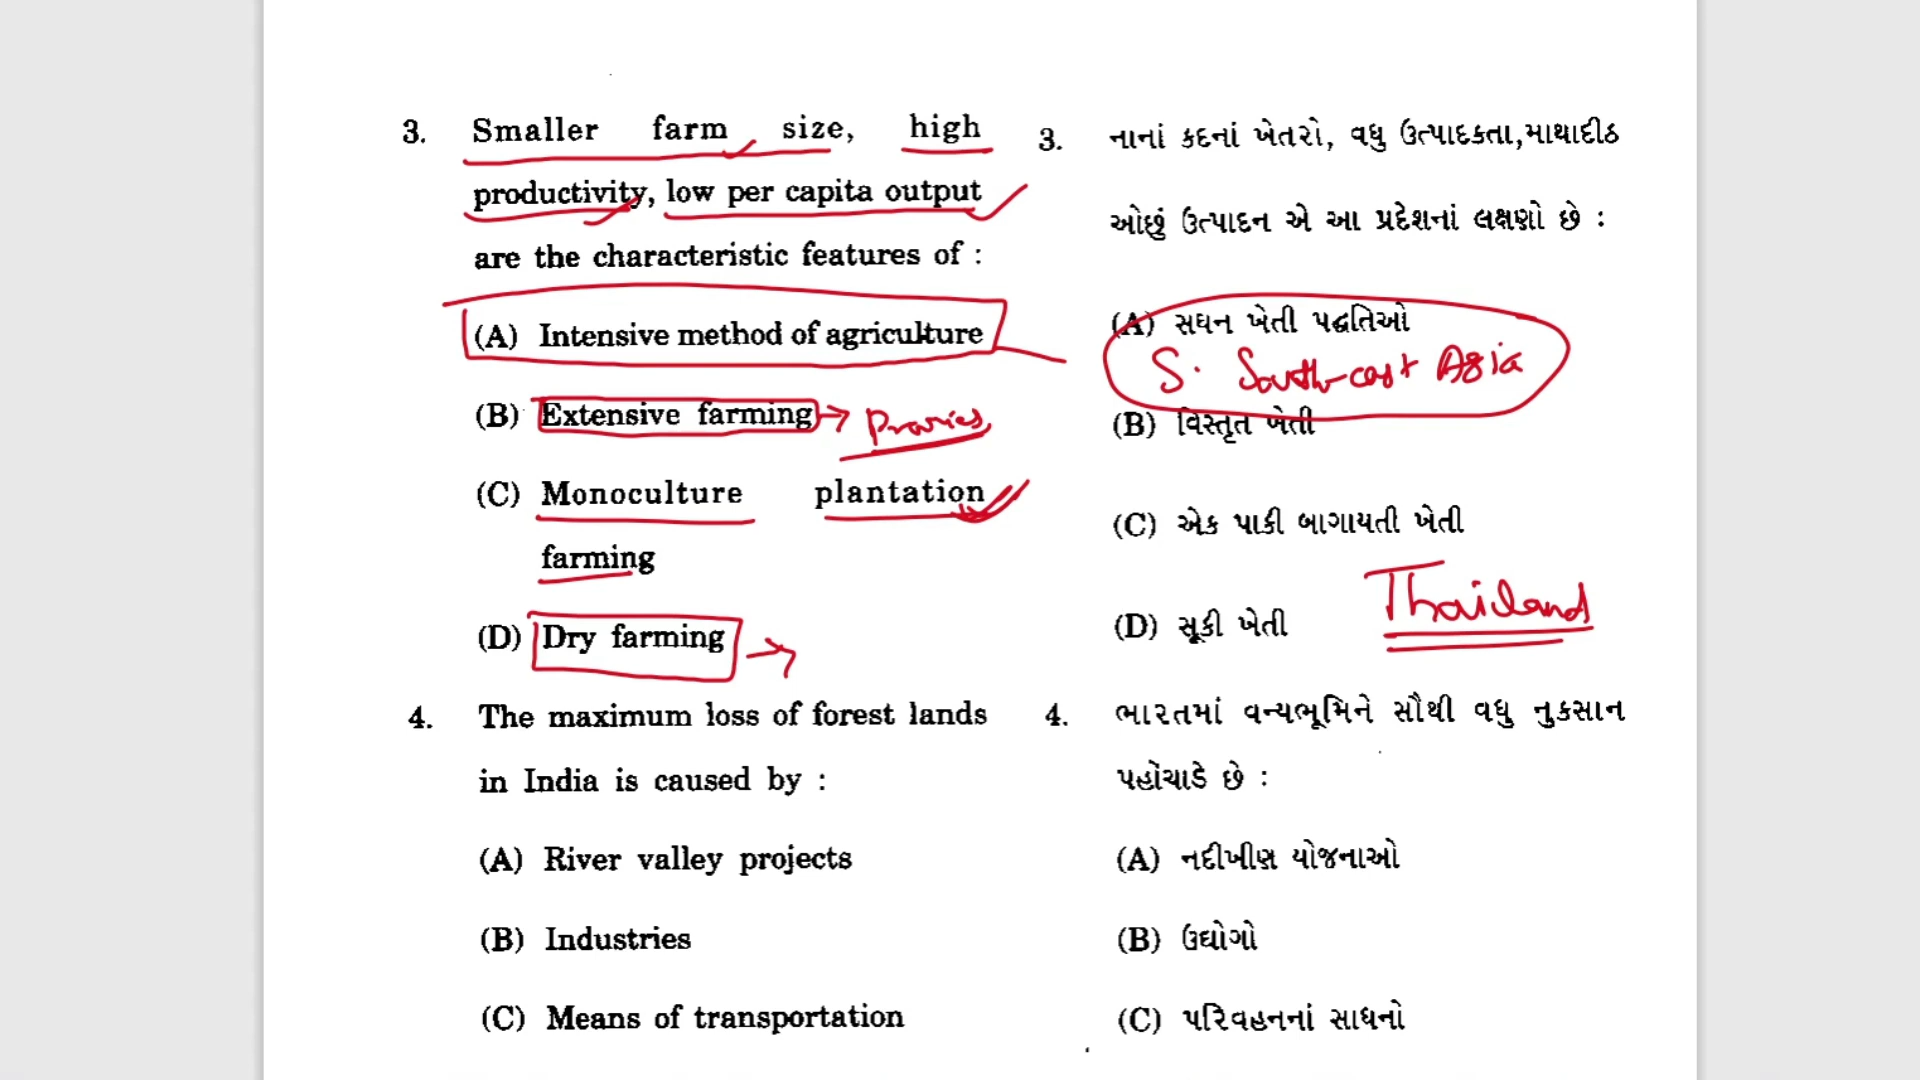 3. Smaller farm size, high
productivity, low per capita output
are the characteristic features of :
(A) Intensive method of agriculture
(B) Extensive farming → Praries
(C) Monoculture plantation
farming
(D) Dry farming →
4. The maximum loss of forest lands
in India is caused by :
(A) River valley projects
(B) Industries
(C) Means of transportation
3. નાનાં કદનાં ખેતરો, વધુ ઉત્પાદકતા,માથાદીઠ
ઓછું ઉત્પાદન એ આ પ્રદેશનાં લક્ષણો છે :
(A) સઘન ખેતી પદ્ધતિઓ
S. South-east Asia
(B) વિસ્તૃત ખેતી
(C) એક પાકી બાગાયતી ખેતી
Thailand
(D) સૂકી ખેતી
4. ભારતમાં વન્યભૂમિને સૌથી વધુ નુકસાન
પહોંચાડે છે :
(A) નદીખીણ યોજનાઓ
(B) ઉદ્યોગો
(C) પરિવહનનાં સાધનો